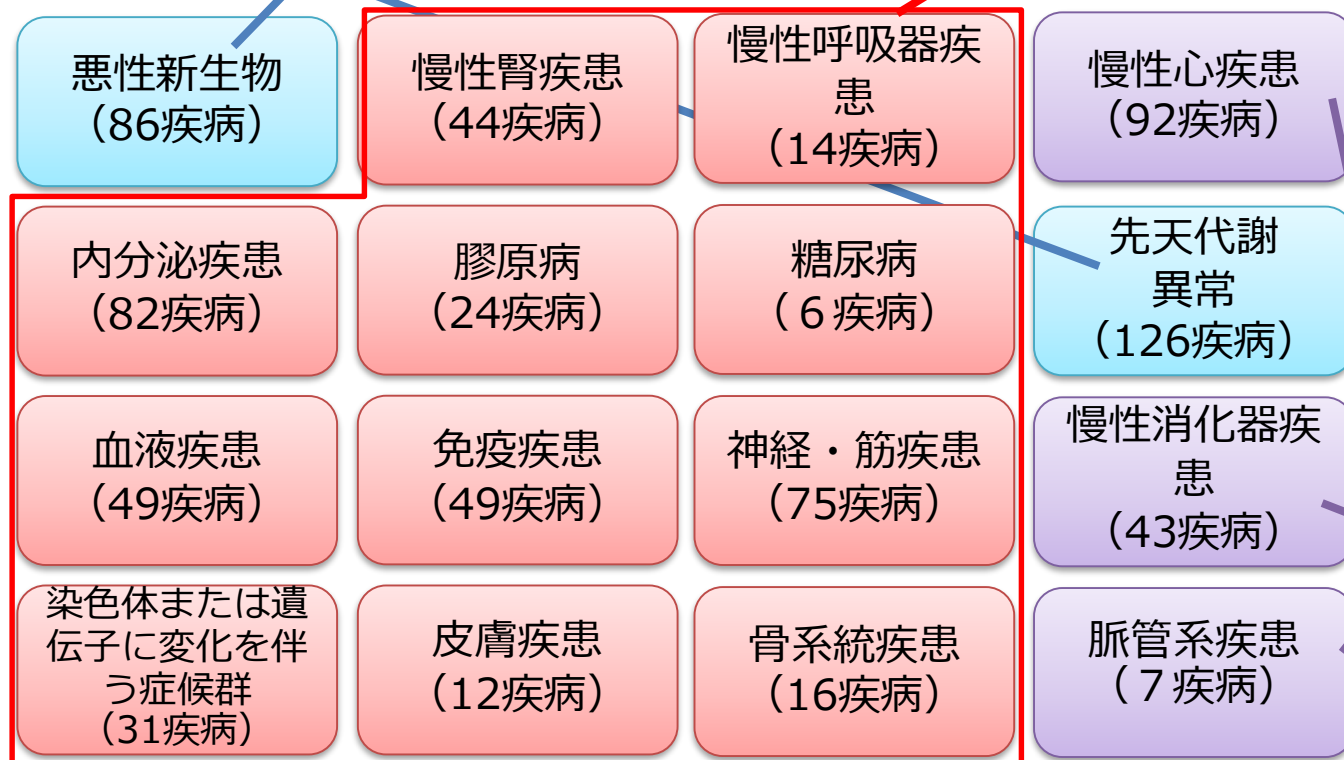 悪性新生物
（86疾病）
慢性腎疾患
（44疾病）
慢性呼吸器疾
患
（14疾病）
慢性心疾患
（92疾病）
内分泌疾患
（82疾病）
膠原病
（24疾病）
糖尿病
（６疾病）
先天代謝
異常
（126疾病）
血液疾患
（49疾病）
免疫疾患
（49疾病）
神経・筋疾患
（75疾病）
慢性消化器疾
患
（43疾病）
染色体または遺
伝子に変化を伴
う症候群
（31疾病）
皮膚疾患
（12疾病）
骨系統疾患
（16疾病）
脈管系疾患
（７疾病）